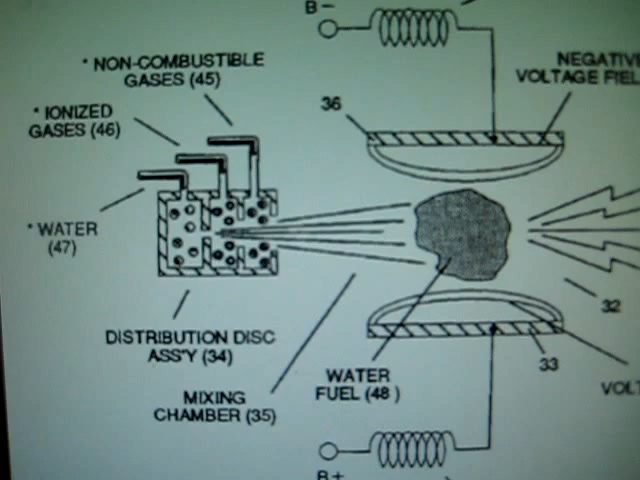 B-
* NON-COMBUSTIBLE
GASES (45)
NEGATIVE
VOLTAGE FIEL
36
* IONIZED
GASES (46)
* WATER
(47)
32
DISTRIBUTION DISC
ASS'Y (34)
33
WATER
FUEL (48 )
VOLT
MIXING
CHAMBER (35)
B+